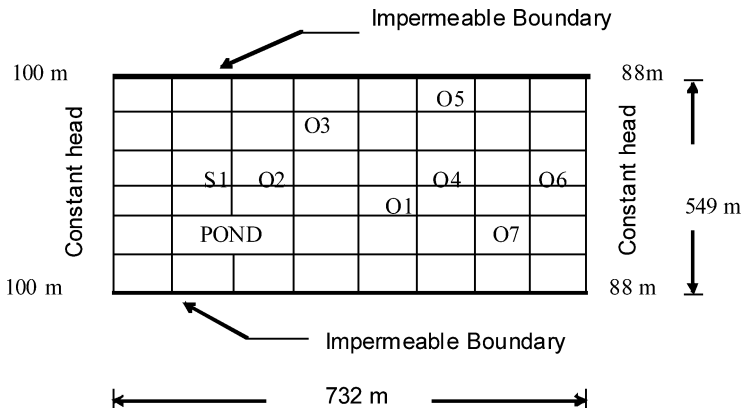 Impermeable Boundary
100 m
88m
O5
O3
Constant head
S1
O2
O4
O6
Constant head
O1
549 m
POND
O7
100 m
88 m
Impermeable Boundary
732 m